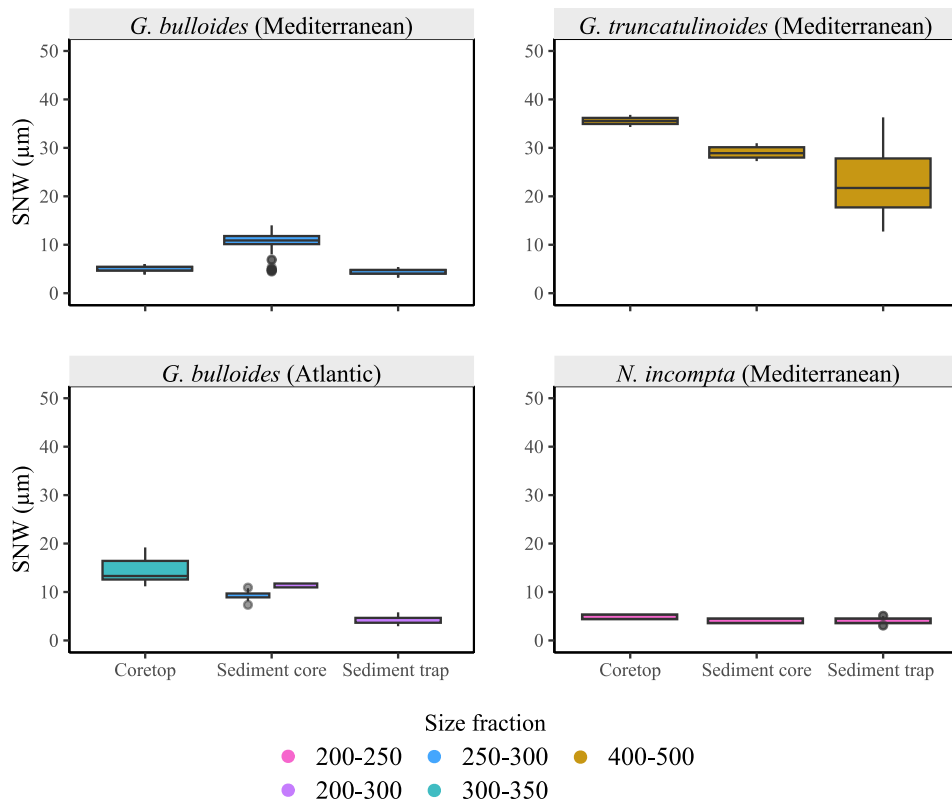 G. bulloides (Mediterranean)
G. truncatulinoides (Mediterranean)
SNW (µm)
50
40
30
20
10
0
50
40
30
20
10
0
G. bulloides (Atlantic)
N. incompta (Mediterranean)
SNW (µm)
50
40
30
20
10
0
50
40
30
20
10
0
Coretop Sediment core Sediment trap
Coretop Sediment core Sediment trap
Size fraction
200-250 250-300 400-500
200-300 300-350